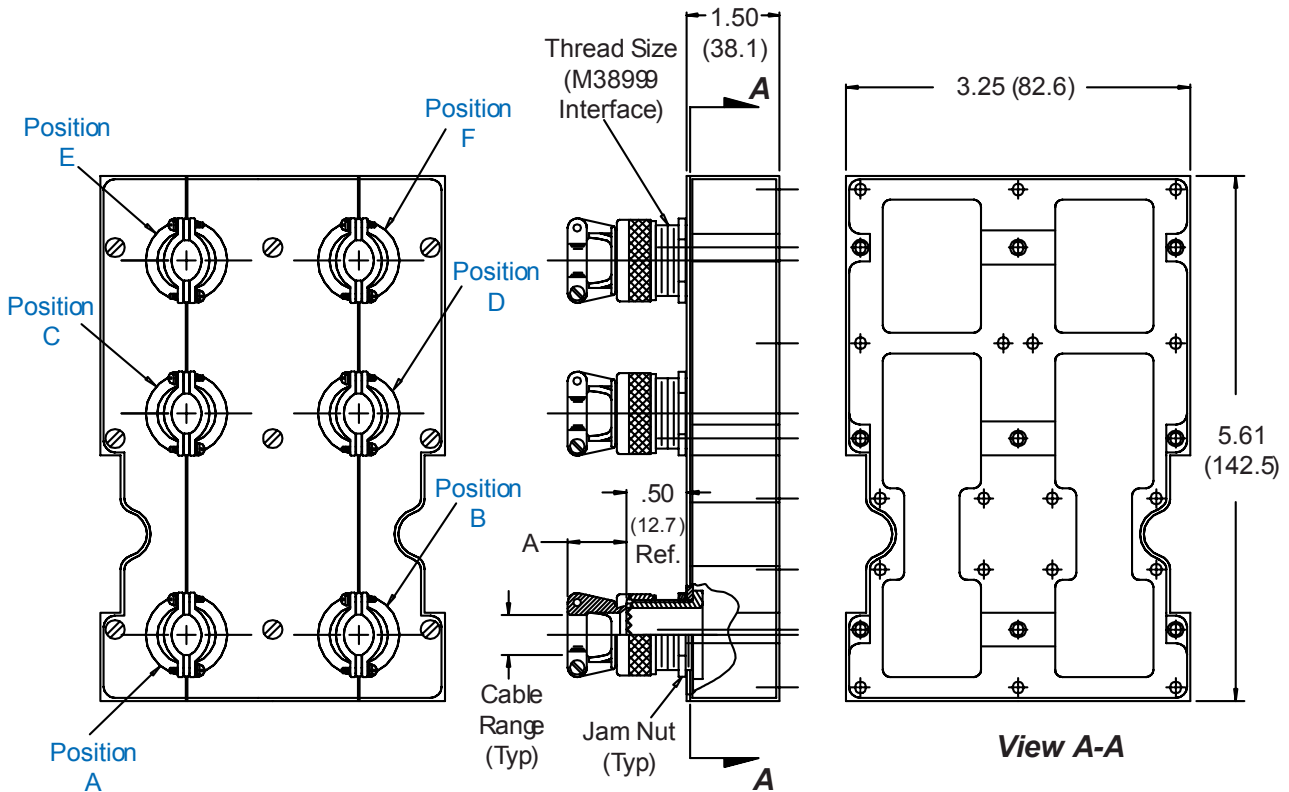 Position
E
Position
F
Position
C
Position
D
Position
B
Position
A
Thread Size
(M38999
Interface)
1.50
(38.1)
A
.50
(12.7)
Ref.
A
Cable
Range
(Typ)
Jam Nut
(Typ)
A
3.25 (82.6)
5.61
(142.5)
View A-A